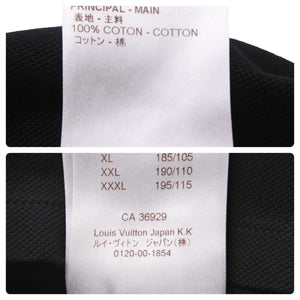 PRINCIPAL - MAIN
表地 - 主料
100% COTON - COTTON
コットン - 棉
XL 185/105
XXL 190/110
XXXL 195/115
CA 36929
Louis Vuitton Japan K.K
ルイ・ヴィトン ジャパン(株)
0120-00-1854